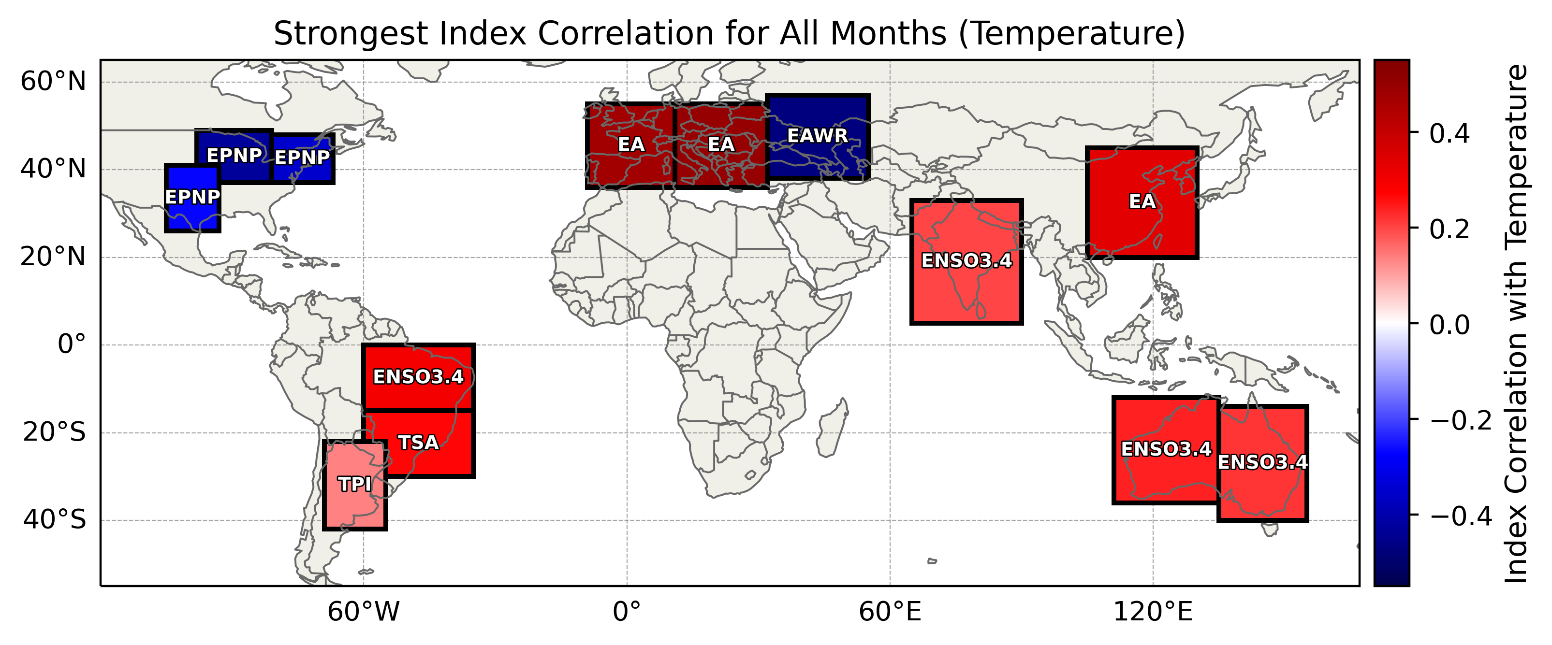 Strongest Index Correlation for All Months (Temperature)
60°N
40°N
20°N
0°
20°S
40°S
60°W
0°
60°E
120°E
EPNP
EPNP
EPNP
EA
EA
EAWR
EA
ENSO3.4
ENSO3.4
TSA
TPI
ENSO3.4
ENSO3.4
0.4
0.2
0.0
−0.2
−0.4
Index Correlation with Temperature